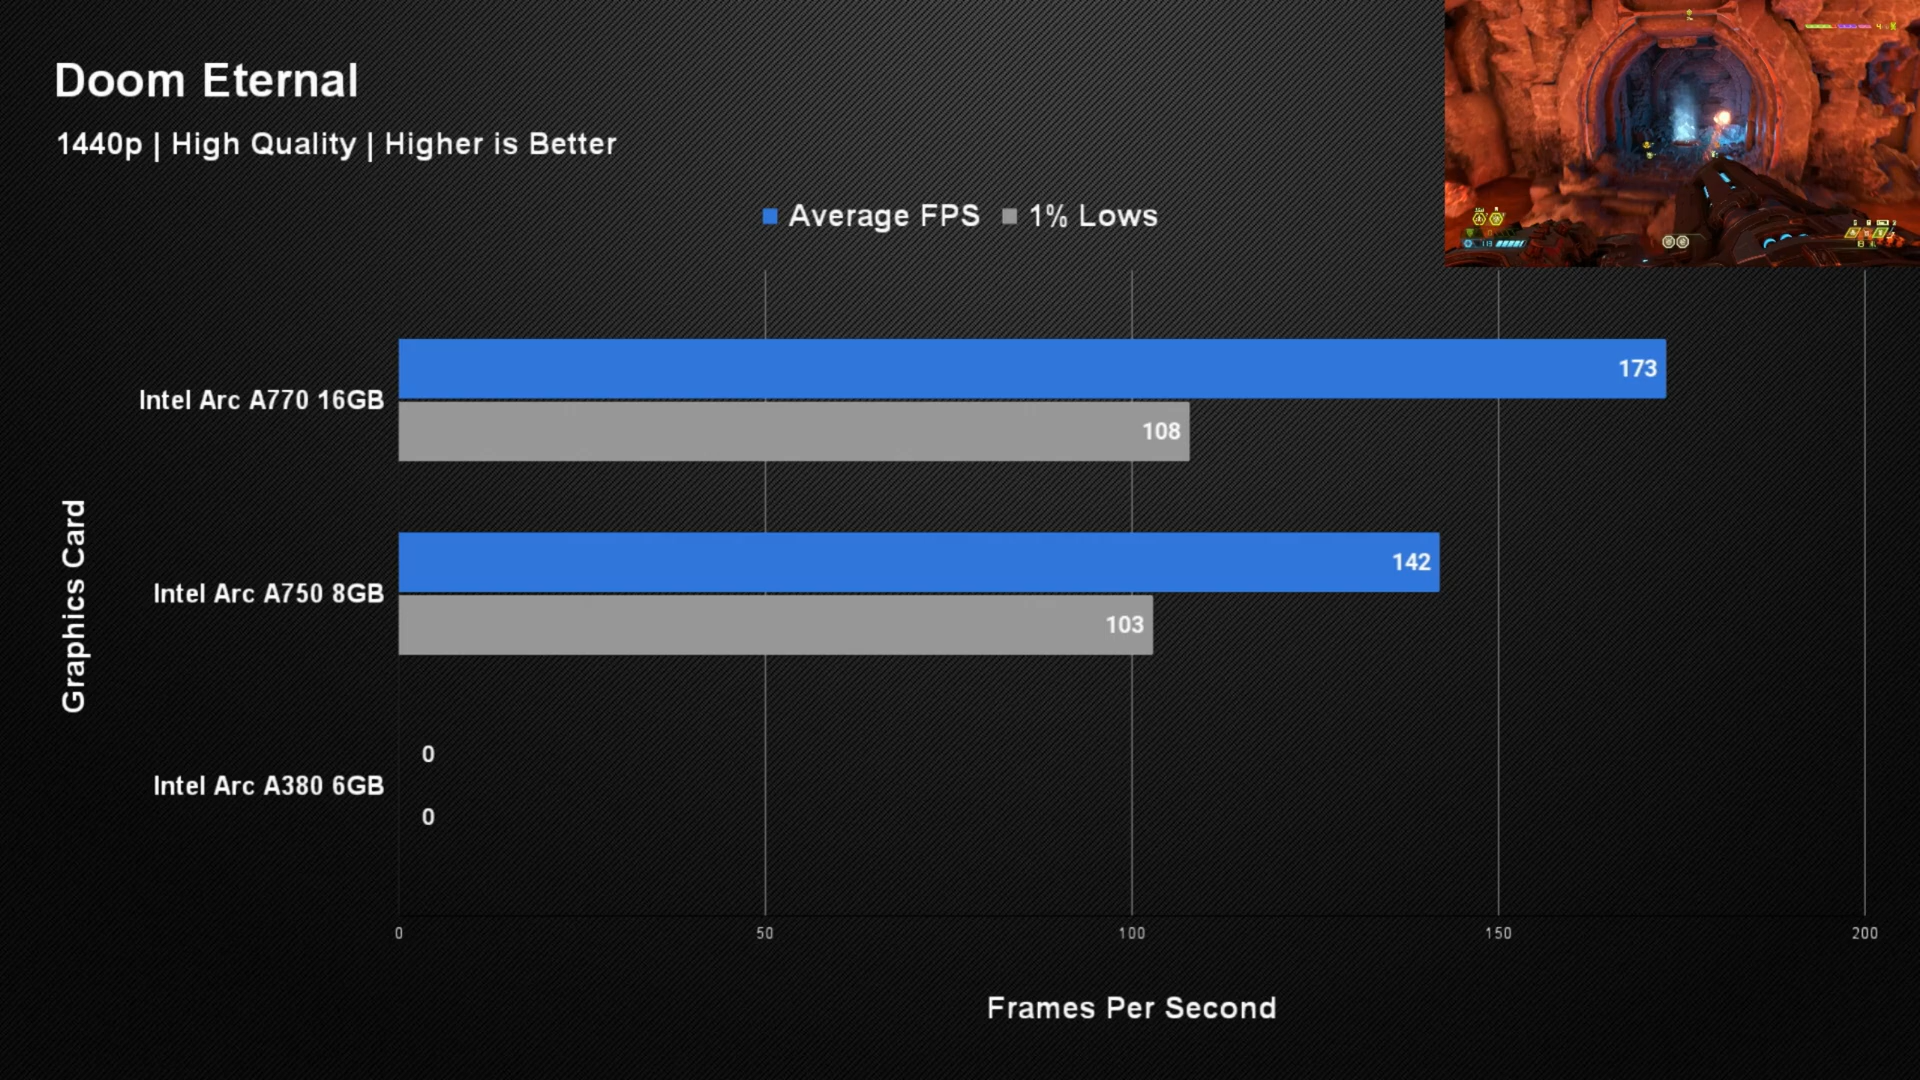 Doom Eternal
1440p | High Quality | Higher is Better
Average FPS 1% Lows
Graphics Card
Intel Arc A770 16GB
173
108
Intel Arc A750 8GB
142
103
Intel Arc A380 6GB
0
0
0 50 100 150 200
Frames Per Second